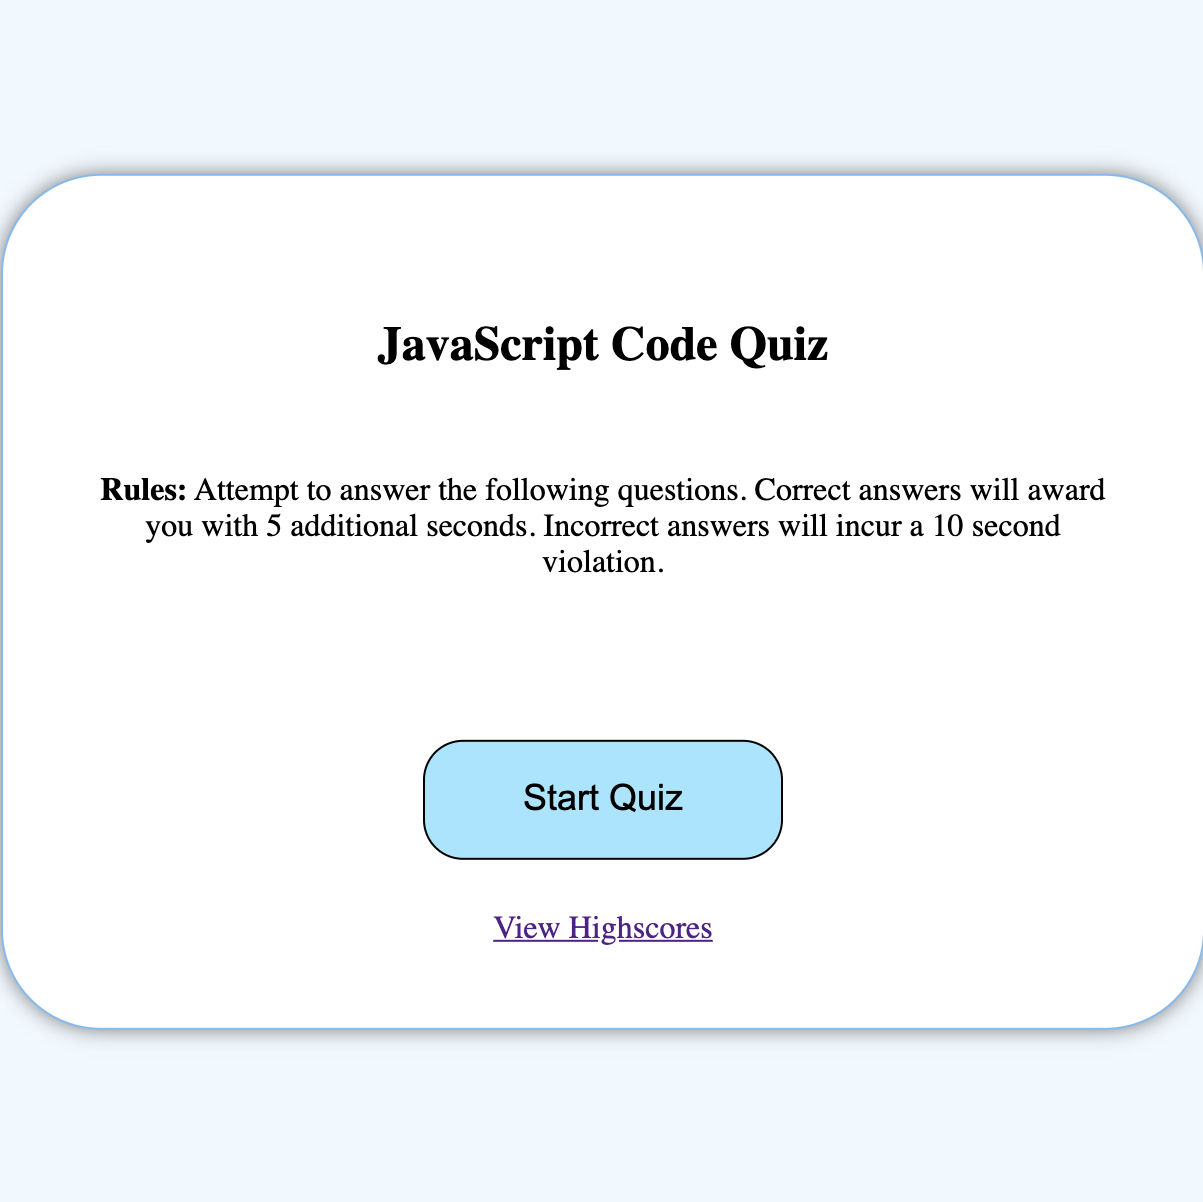 JavaScript Code Quiz
Rules: Attempt to answer the following questions. Correct answers will award
you with 5 additional seconds. Incorrect answers will incur a 10 second
violation.
Start Quiz
View Highscores